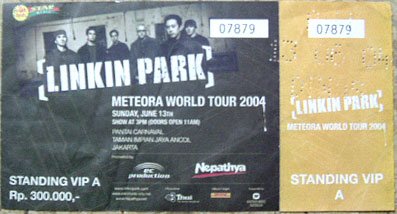 STAR
07879
07879
LINKIN PARK
METEORA WORLD TOUR 2004
SUNDAY, JUNE 13TH
SHOW AT 3PM (DOORS OPEN 11AM)
PANTAI CARNAVAL
TAMAN IMPIAN JAYA ANCOL
JAKARTA
production
Nepathya
STANDING VIP A
Rp. 300.000,-
LINKIN PARK
METEORA WORLD TOUR 2004
STANDING VIP
A